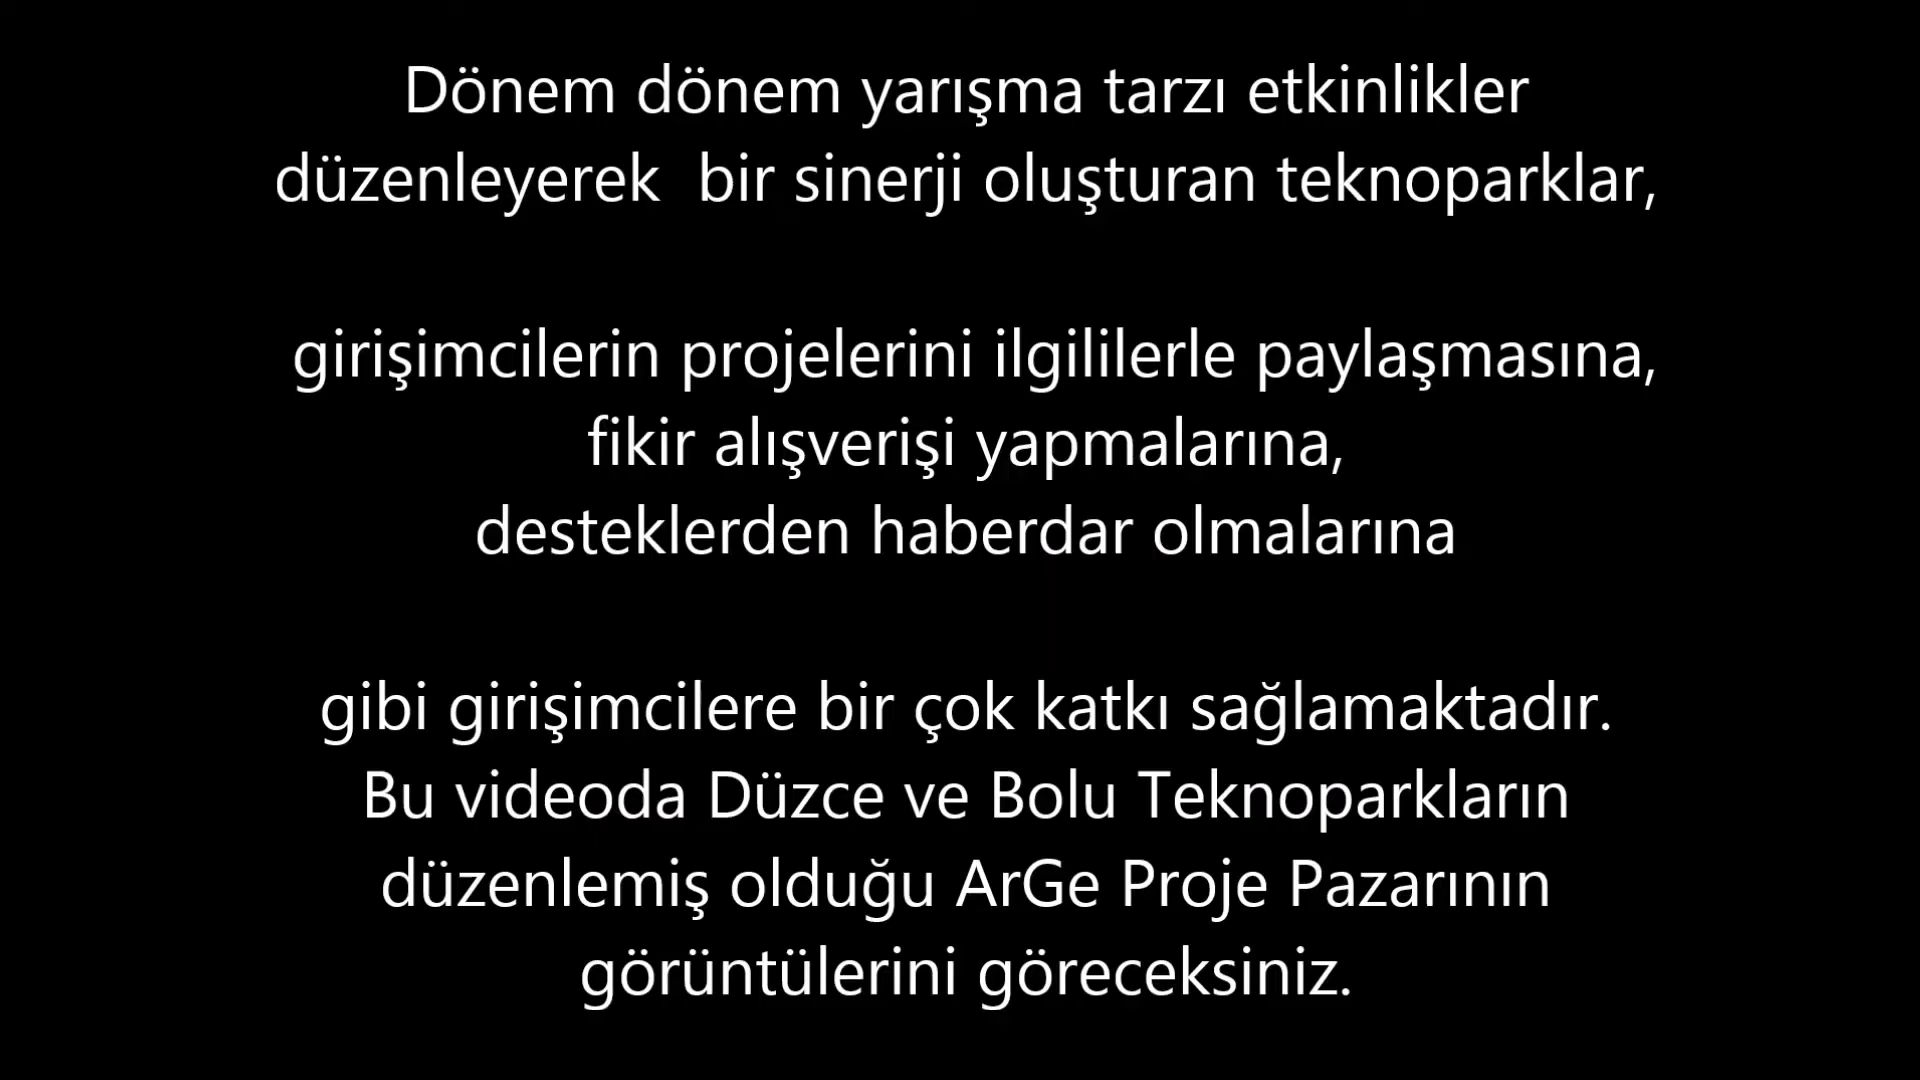 Dönem dönem yarışma tarzı etkinlikler
düzenleyerek  bir sinerji oluşturan teknoparklar,
girişimcilerin projelerini ilgililerle paylaşmasına,
fikir alışverişi yapmalarına,
desteklerden haberdar olmalarına
gibi girişimcilere bir çok katkı sağlamaktadır.
Bu videoda Düzce ve Bolu Teknoparkların
düzenlemiş olduğu ArGe Proje Pazarının
görüntülerini göreceksiniz.